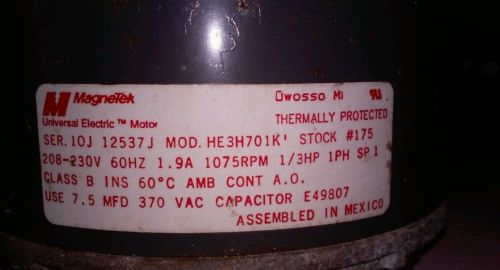 MagneTek
Owosso MI
Universal Electric™ Motor
THERMALLY PROTECTED
SER. 10J 12537J MOD. HE3H701K' STOCK #175
208-230V 60HZ 1.9A 1075RPM 1/3HP 1PH SP 1
CLASS B INS 60°C AMB CONT A.O.
USE 7.5 MFD 370 VAC CAPACITOR E49807
ASSEMBLED IN MEXICO